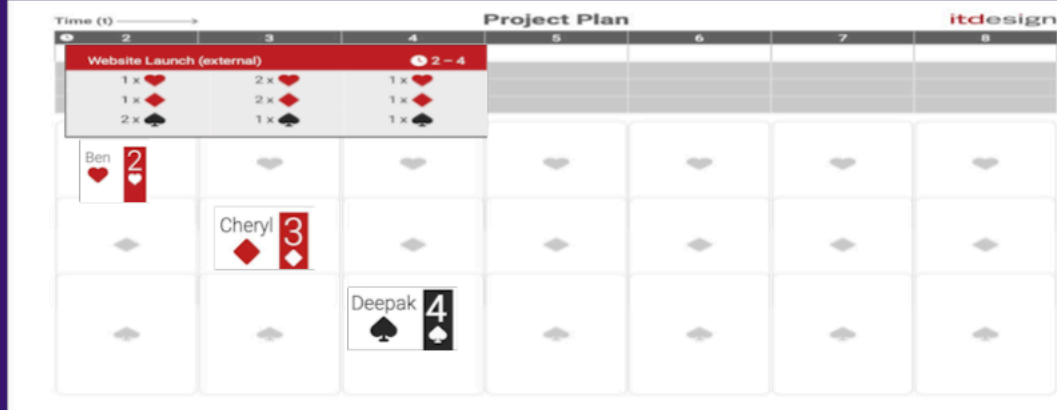 Time (t)
Project Plan
itdesign
2 3 4 5 6 7 8
Website Launch (external) 2 – 4
1 x 2 x 1 x
1 x 2 x 1 x
2 x 1 x 1 x
Ben 2
Cheryl 3
Deepak 4